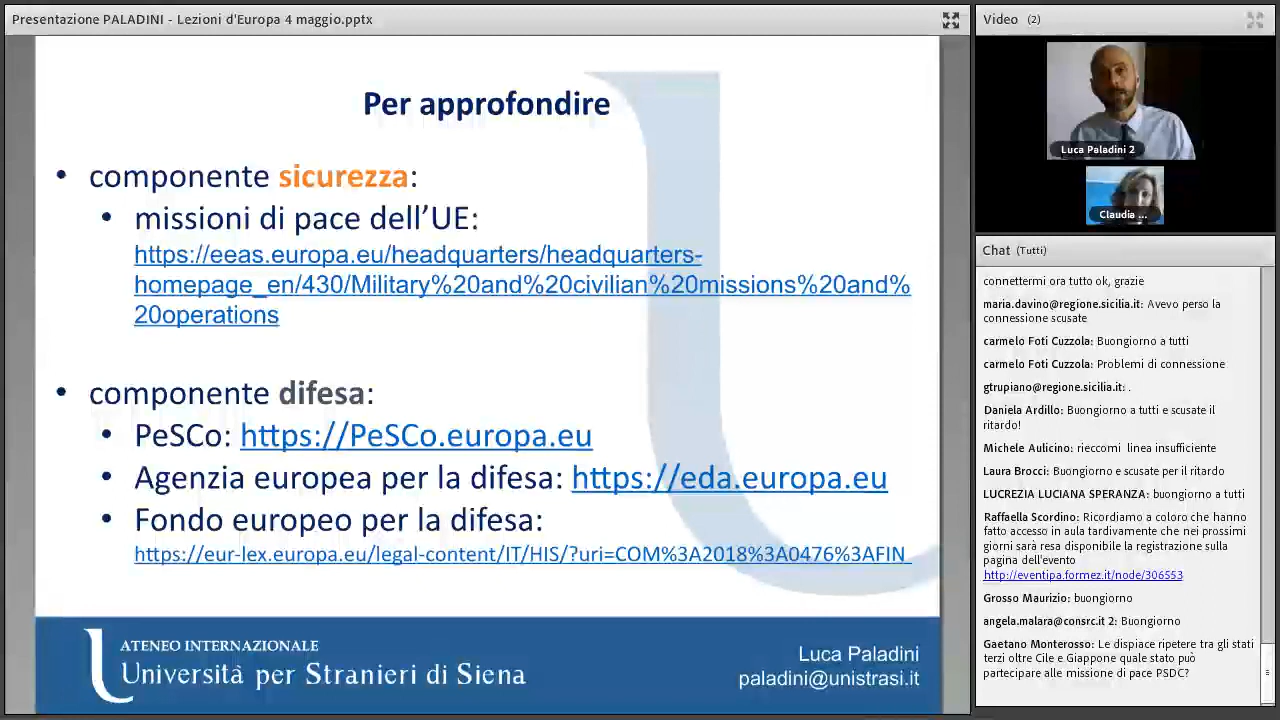 Presentazione PALADINI - Lezioni d'Europa 4 maggio.pptx
Per approfondire
• componente sicurezza:
• missioni di pace dell'UE:
https://eeas.europa.eu/headquarters/headquarters-
homepage_en/430/Military%20and%20civilian%20missions%20and%
20operations
• componente difesa:
• PeSCo: https://PeSCo.europa.eu
• Agenzia europea per la difesa: https://eda.europa.eu
• Fondo europeo per la difesa:
https://eur-lex.europa.eu/legal-content/IT/HIS/?uri=COM%3A2018%3A0476%3AFIN
ATENEO INTERNAZIONALE
Università per Stranieri di Siena
Luca Paladini
paladini@unistrasi.it
Video (2)
Luca Paladini 2
Claudia ...
Chat (Tutti)
connettermi ora tutto ok, grazie
maria.davino@regione.sicilia.it: Avevo perso la
connessione scusate
carmelo Foti Cuzzola: Buongiorno a tutti
carmelo Foti Cuzzola: Problemi di connessione
gtrupiano@regione.sicilia.it: .
Daniela Ardillo: Buongiorno a tutti e scusate il
ritardo!
Michele Aulicino: rieccomi linea insufficiente
Laura Brocci: Buongiorno e scusate per il ritardo
LUCREZIA LUCIANA SPERANZA: buongiorno a tutti
Raffaella Scordino: Ricordiamo a coloro che hanno
fatto accesso in aula tardivamente che nei prossimi
giorni sarà resa disponibile la registrazione sulla
pagina dell'evento
http://eventipa.formez.it/node/306553
Grosso Maurizio: buongiorno
angela.malara@consrc.it 2: Buongiorno
Gaetano Monterosso: Le dispiace ripetere tra gli stati
terzi oltre Cile e Giappone quale stato può
partecipare alle missione di pace PSDC?